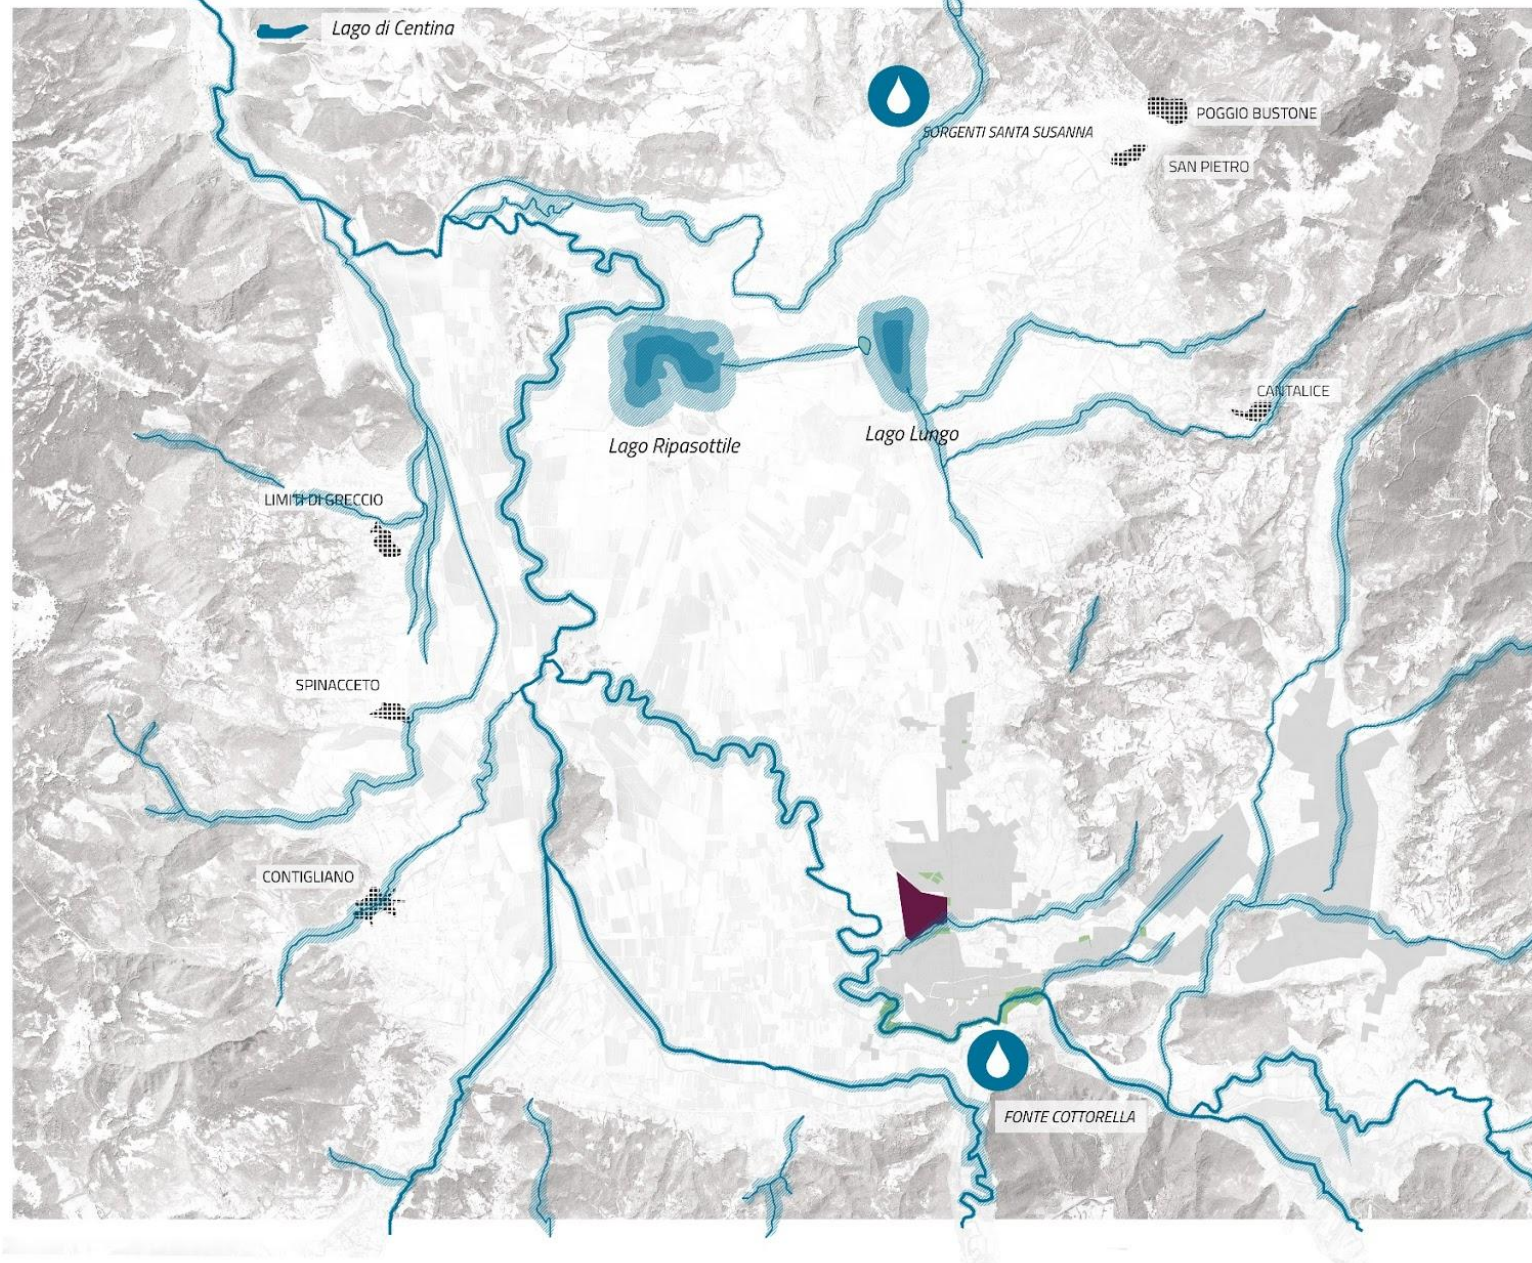 Lago di Centina
POGGIO BUSTONE
SORGENTI SANTA SUSANNA
SAN PIETRO
CANTALICE
Lago Ripasottile
Lago Lungo
LIMITI DI GRECCIO
SPINACCETO
CONTIGLIANO
FONTE COTTORELLA